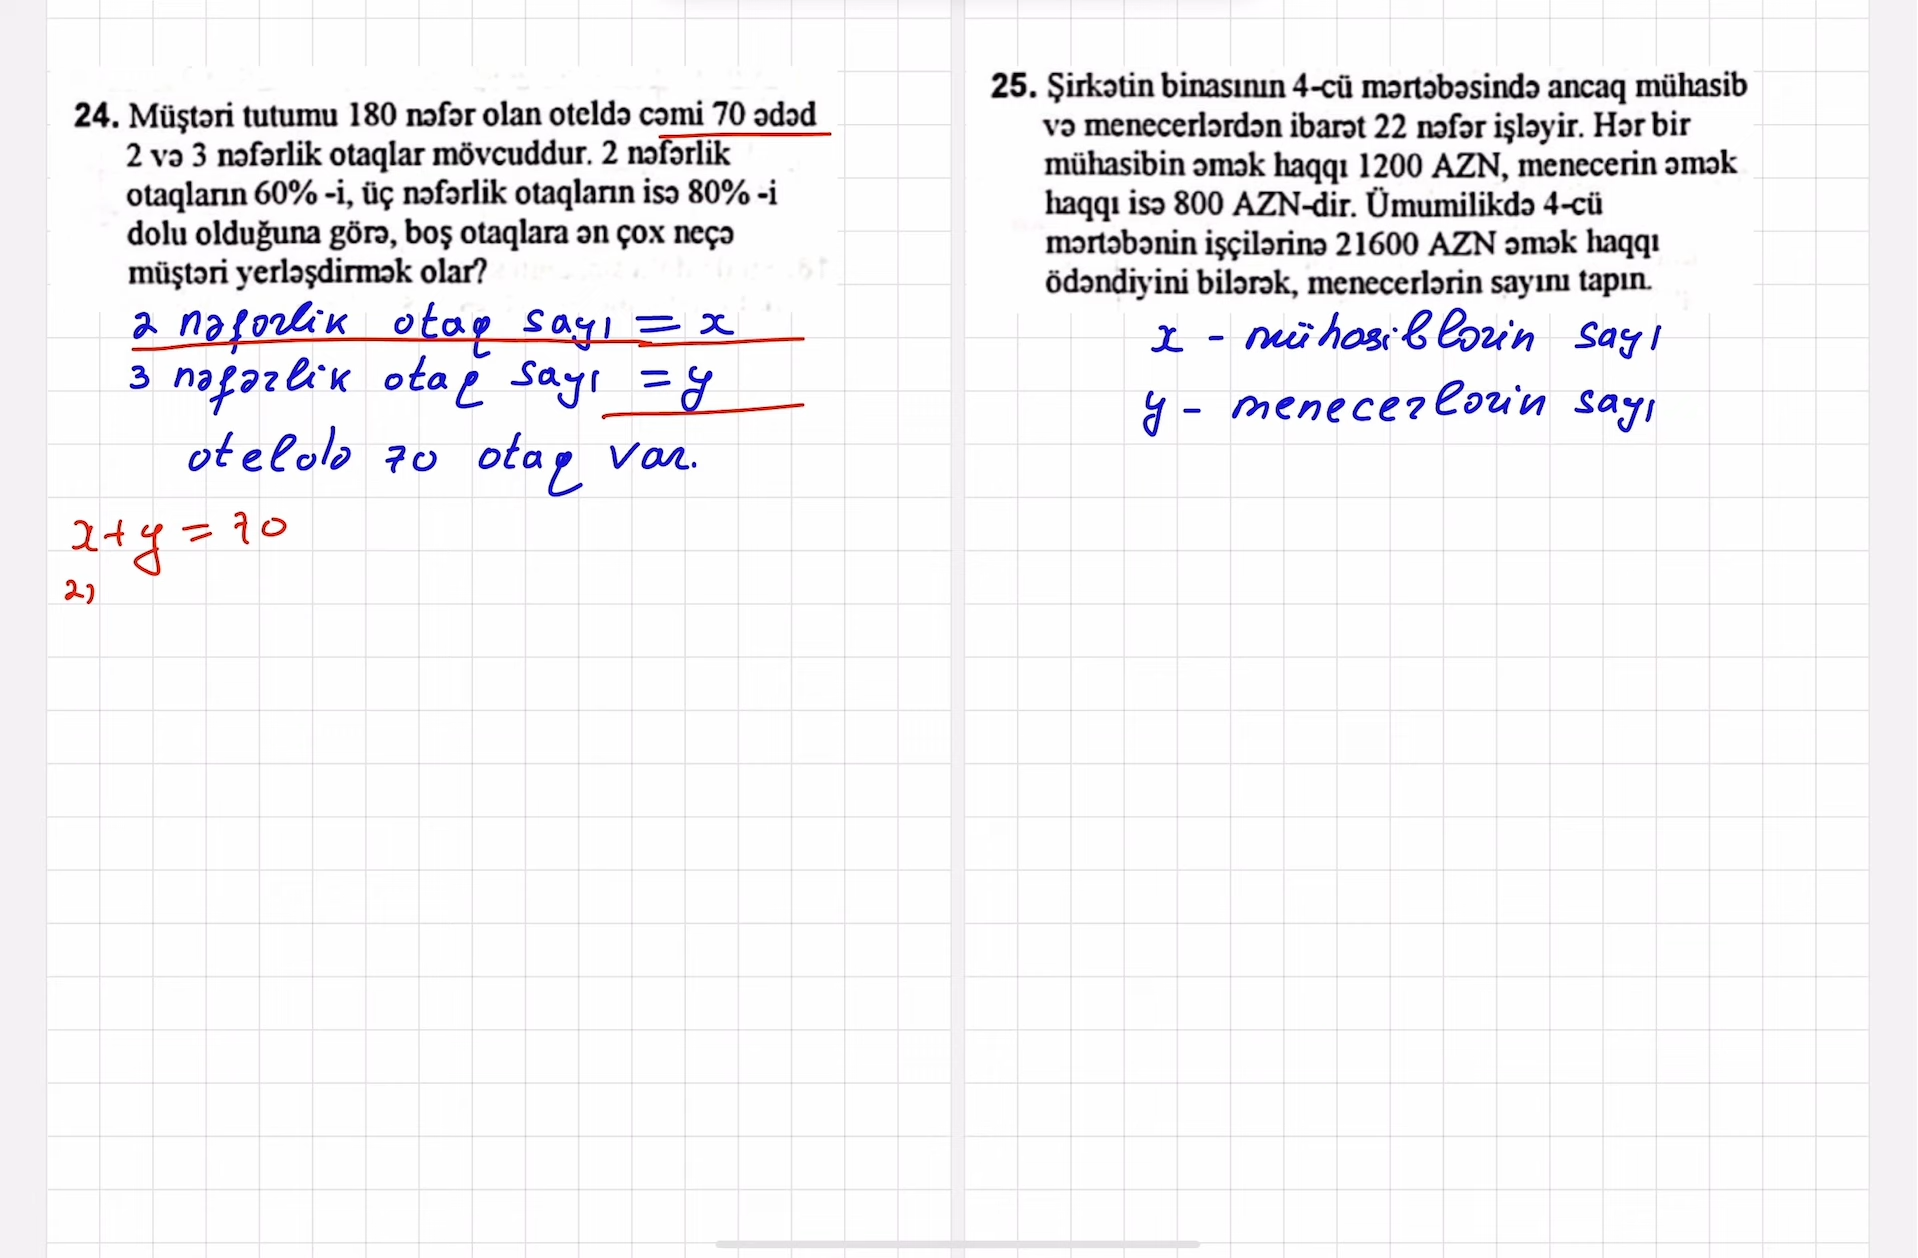 24. Müştəri tutumu 180 nəfər olan oteldə cəmi 70 ədəd
2 və 3 nəfərlik otaqlar mövcuddur. 2 nəfərlik
otaqların 60% -i, üç nəfərlik otaqların isə 80% -i
dolu olduğuna görə, boş otaqlara ən çox neçə
müştəri yerləşdirmək olar?
2 nəfərlik otaq sayı = x
3 nəfərlik otaq sayı = y
oteldə 70 otaq var.
x+y = 70
2)
25. Şirkətin binasının 4-cü mərtəbəsində ancaq mühasib
və menecerlərdən ibarət 22 nəfər işləyir. Hər bir
mühasibin əmək haqqı 1200 AZN, menecerin əmək
haqqı isə 800 AZN-dir. Ümumilikdə 4-cü
mərtəbənin işçilərinə 21600 AZN əmək haqqı
ödəndiyini bilərək, menecerlərin sayını tapın.
x - mühasiblərin sayı
y - menecerlərin sayı